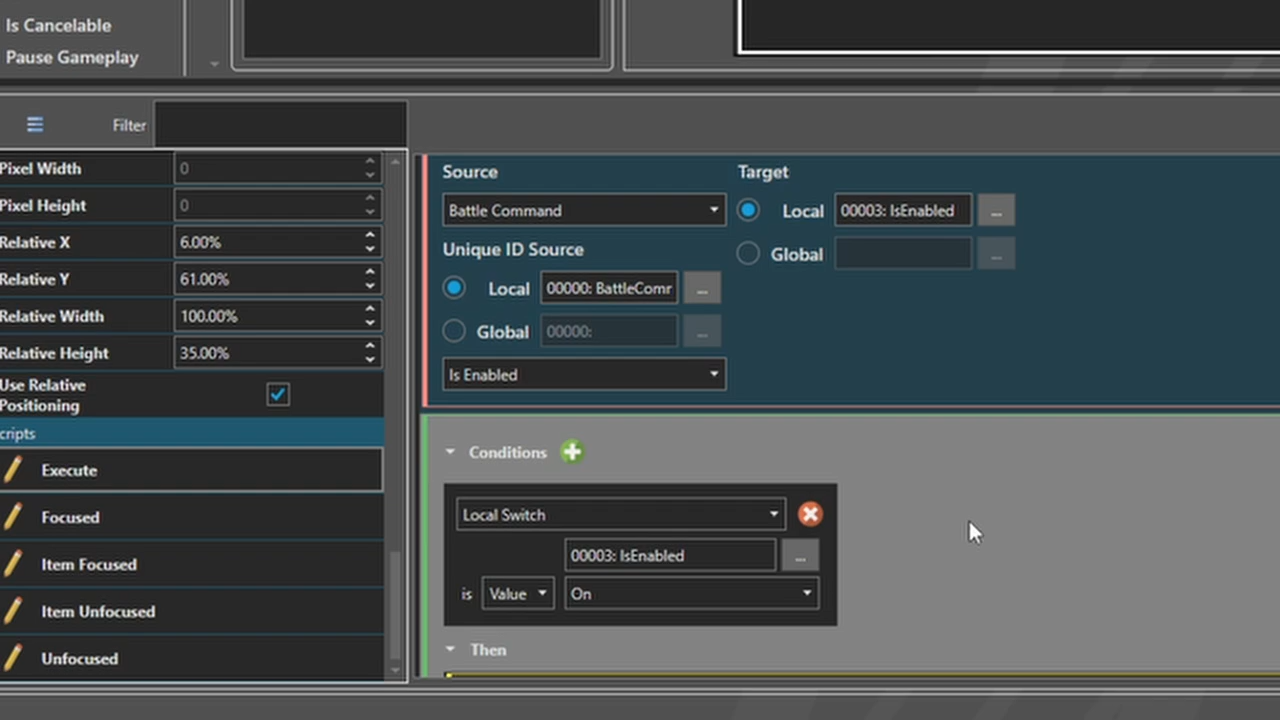 Is Cancelable
Pause Gameplay
Filter
Pixel Width 0
Pixel Height 0
Relative X 6.00%
Relative Y 61.00%
Relative Width 100.00%
Relative Height 35.00%
Use Relative
Positioning
cripts
Execute
Focused
Item Focused
Item Unfocused
Unfocused
Source
Battle Command
Unique ID Source
Local 00000: BattleComr ...
Global 00000: ...
Is Enabled
Target
Local 00003: IsEnabled ...
Global ...
Conditions
Local Switch
00003: IsEnabled ...
is Value On
Then